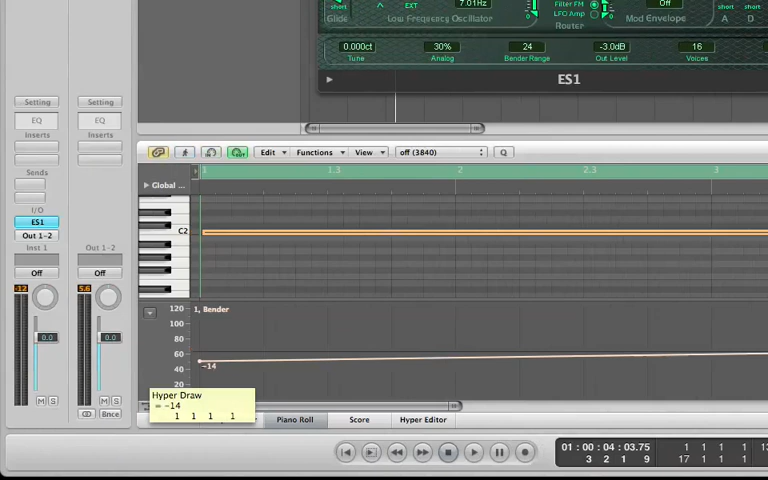 short
Glide
EXT
7.01Hz
Low Frequency Oscillator
Filter FM
LFO Amp
Router
short
Off
Mod Envelope
short
A
short
D
0.000ct
30%
24
-3.0dB
16
Tune
Analog
Bender Range
Out Level
Voices
ES1
Setting
Setting
EQ
EQ
Inserts
Inserts
Sends
I/O
ES1
Out 1-2
Inst 1
Out 1-2
Off
Off
-12
5.6
0.0
0.0
M S
M S
Bnce
Edit
Functions
View
off (3840)
Q
Global ...
1
1.3
2
2.3
3
C2
120
100
80
60
40
20
1, Bender
-14
Hyper Draw
= -14
1 1 1 1
Piano Roll
Score
Hyper Editor
01 : 00 : 04 : 03.75
3 2 1 9
1 1 1 1
17 1 1 1